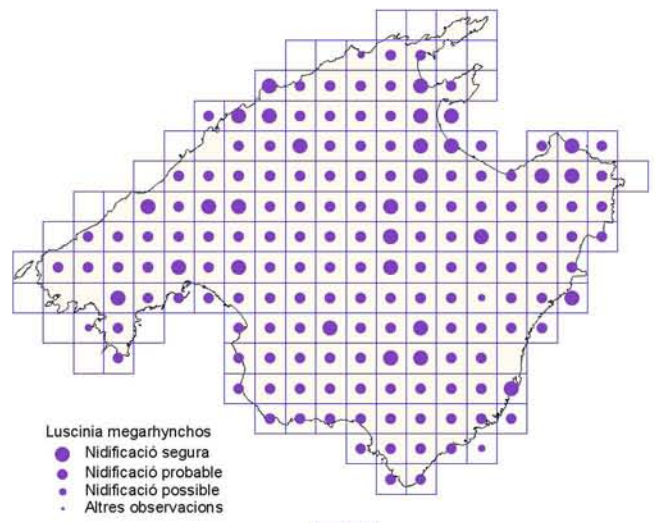 Luscinia megarhynchos
Nidificació segura
Nidificació probable
Nidificació possible
Altres observacions